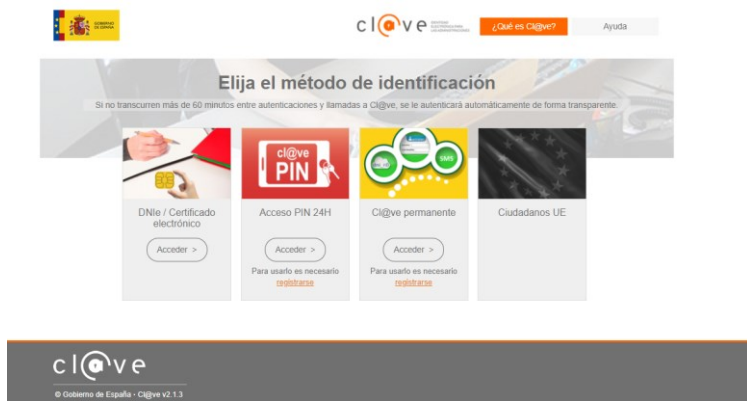 GOBIERNO
DE ESPAÑA
cl@ve
¿Qué es Cl@ve?
Ayuda
Elija el método de identificación
Si no transcurren más de 60 minutos entre autenticaciones y llamadas a Cl@ve, se le autenticará automáticamente de forma transparente.
cl@ve
PIN
SMS
DNIe / Certificado
electrónico
Acceso PIN 24H
Cl@ve permanente
Ciudadanos UE
Acceder >
Acceder >
Acceder >
Para usarlo es necesario
registrarse
Para usarlo es necesario
registrarse
cl@ve
© Gobierno de España - Cl@ve v2.1.3